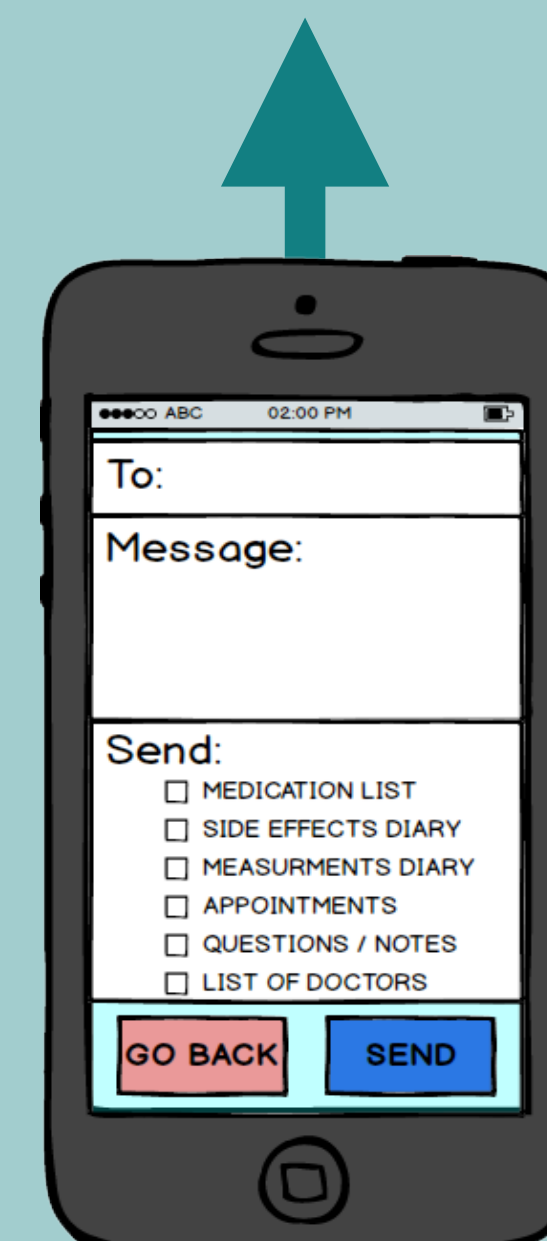 ABC 02:00 PM
To:
Message:
Send:
MEDICATION LIST
SIDE EFFECTS DIARY
MEASURMENTS DIARY
APPOINTMENTS
QUESTIONS / NOTES
LIST OF DOCTORS
GO BACK SEND